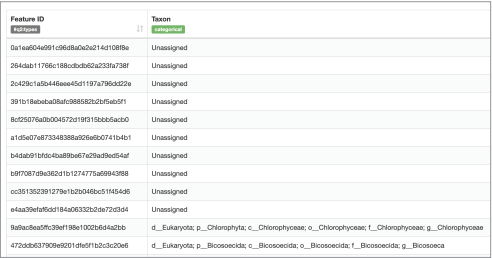 Feature ID Taxon
#q2:types categorical
0a1ea604e991c96d8a0e2e214d108f8e Unassigned
264dab11766c188cdbdb62a233fa738f Unassigned
2c429c1a5b446eee45d1197a796dd22e Unassigned
391b18ebeba08afc988582b2bf5eb5f1 Unassigned
8cf25076a0b004572d19f315bbb5acb0 Unassigned
a1d5e07e873348388a926e6b0741b4b1 Unassigned
b4dab91bfdc4ba89be67e29ad9ed54af Unassigned
b9f7087d9e362d1b1274775a69943f88 Unassigned
cc351352391279e1b2b046bc51f454d6 Unassigned
e4aa39efaf6dd184a06332b2de72d3d4 Unassigned
9a9ac8ea5ffc39ef198e1002b6d4a2bb d__Eukaryota; p__Chlorophyta; c__Chlorophyceae; o__Chlorophyceae; f__Chlorophyceae; g__Chlorophyceae
472ddb637909e9201dfe5f1b2c3c20e6 d__Eukaryota; p__Bicosoecida; c__Bicosoecida; o__Bicosoecida; f__Bicosoecida; g__Bicosoeca